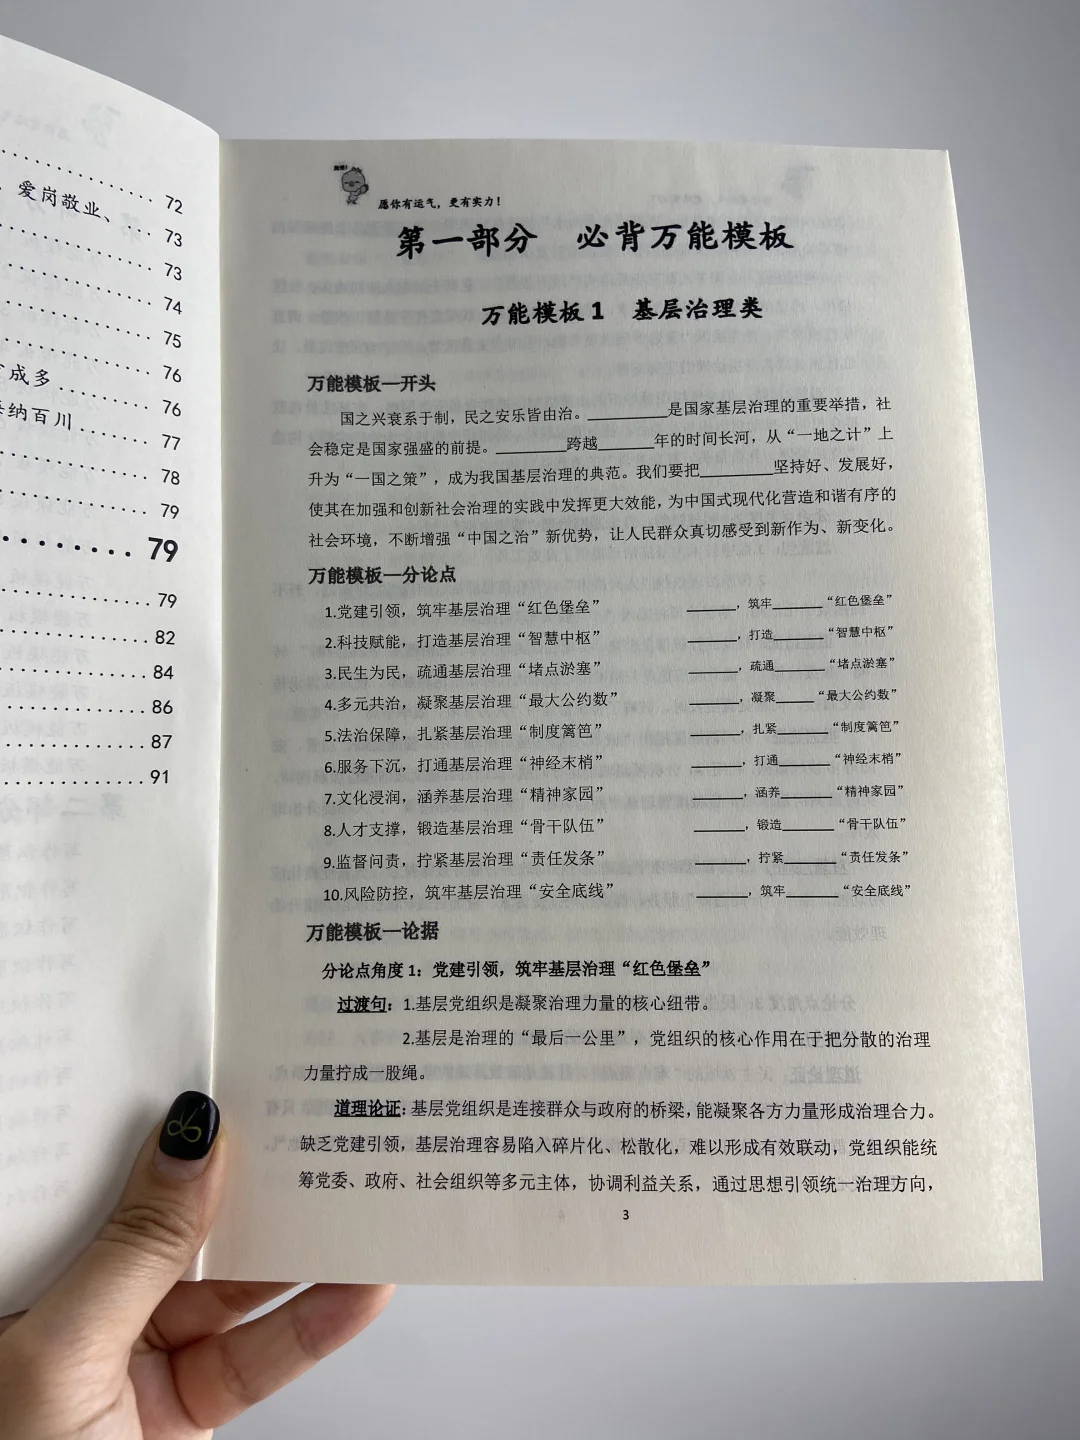 72
爱岗敬业、
73
73
74
75
76
成多 76
纳百川 77
78
79
79
79
82
84
86
87
91
愿你有运气，更有实力！
第一部分 必背万能模板
万能模板1 基层治理类
万能模板—开头
国之兴衰系于制，民之安乐皆由治。________是国家基层治理的重要举措，社
会稳定是国家强盛的前提。________跨越______年的时间长河，从“一地之计”上
升为“一国之策”，成为我国基层治理的典范。我们要把________坚持好、发展好，
使其在加强和创新社会治理的实践中发挥更大效能，为中国式现代化营造和谐有序的
社会环境，不断增强“中国之治”新优势，让人民群众真切感受到新作为、新变化。
万能模板—分论点
1.党建引领，筑牢基层治理“红色堡垒” ______，筑牢______“红色堡垒”
2.科技赋能，打造基层治理“智慧中枢” ______，打造______“智慧中枢”
3.民生为民，疏通基层治理“堵点淤塞” ______，疏通______“堵点淤塞”
4.多元共治，凝聚基层治理“最大公约数” ______，凝聚______“最大公约数”
5.法治保障，扎紧基层治理“制度篱笆” ______，扎紧______“制度篱笆”
6.服务下沉，打通基层治理“神经末梢” ______，打通______“神经末梢”
7.文化浸润，涵养基层治理“精神家园” ______，涵养______“精神家园”
8.人才支撑，锻造基层治理“骨干队伍” ______，锻造______“骨干队伍”
9.监督问责，拧紧基层治理“责任发条” ______，拧紧______“责任发条”
10.风险防控，筑牢基层治理“安全底线” ______，筑牢______“安全底线”
万能模板—论据
分论点角度1：党建引领，筑牢基层治理“红色堡垒”
过渡句：1.基层党组织是凝聚治理力量的核心纽带。
2.基层是治理的“最后一公里”，党组织的核心作用在于把分散的治理
力量拧成一股绳。
道理论证：基层党组织是连接群众与政府的桥梁，能凝聚各方力量形成治理合力。
缺乏党建引领，基层治理容易陷入碎片化、松散化，难以形成有效联动，党组织能统
筹党委、政府、社会组织等多元主体，协调利益关系，通过思想引领统一治理方向，
3